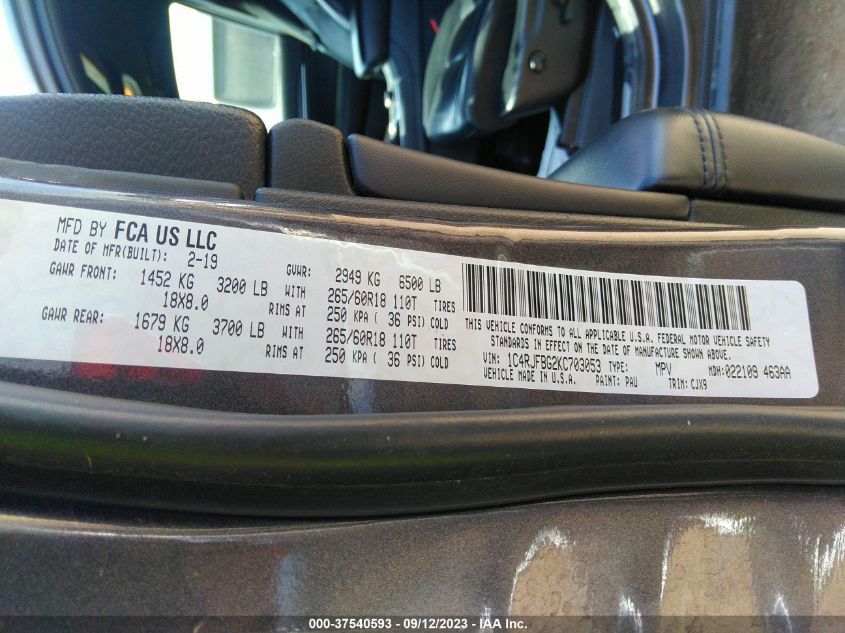 MFD BY FCA US LLC
DATE OF MFR(BUILT): 2-19 GVWR: 2949 KG 6500 LB
GAWR FRONT: 1452 KG 3200 LB WITH 265/60R18 110T TIRES
18X8.0 RIMS AT 250 KPA ( 36 PSI) COLD
GAWR REAR: 1679 KG 3700 LB WITH 265/60R18 110T TIRES
18X8.0 RIMS AT 250 KPA ( 36 PSI) COLD
THIS VEHICLE CONFORMS TO ALL APPLICABLE U.S.A. FEDERAL MOTOR VEHICLE SAFETY
STANDARDS IN EFFECT ON THE DATE OF MANUFACTURE SHOWN ABOVE.
VIN: 1C4RJFBG2KC703053 TYPE: MPV MDH: 022109 463AA
VEHICLE MADE IN U.S.A. PAINT: PAU TRIM: CJX9
000-37540593 - 09/12/2023 - IAA Inc.